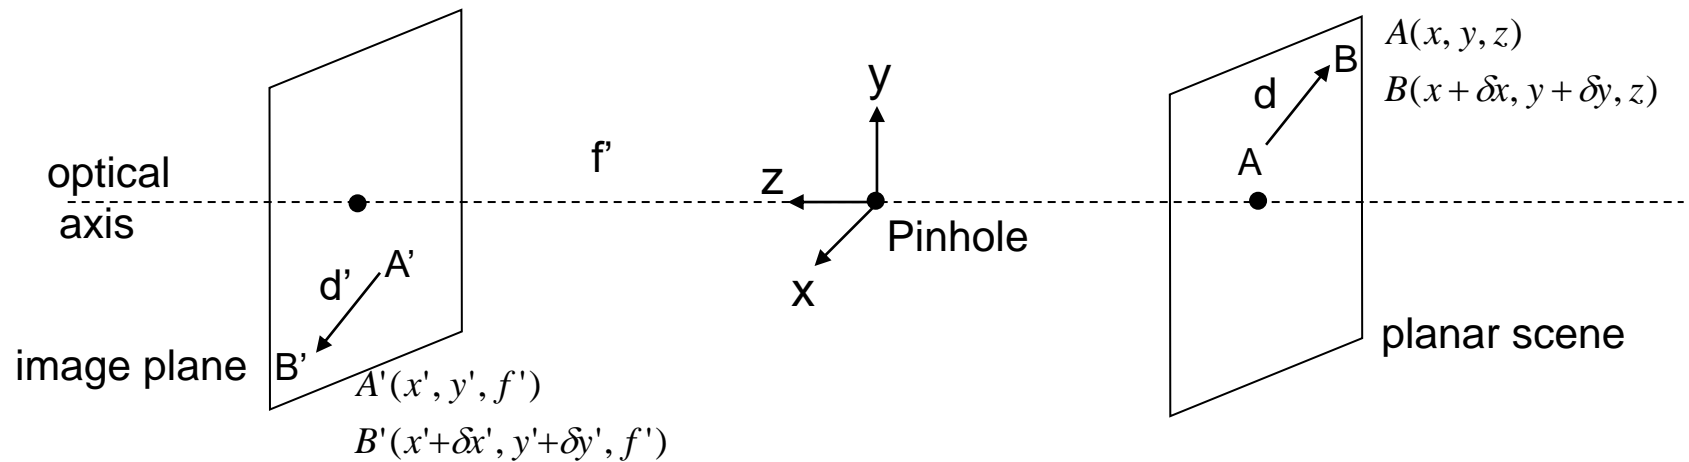 A(x, y, z)
B
y
d
B(x + δx, y + δy, z)
f’
A
optical
z
axis
Pinhole
A’
d’
x
planar scene
image plane
B’
A'(x', y', f')
B'(x'+δx', y'+δy', f')